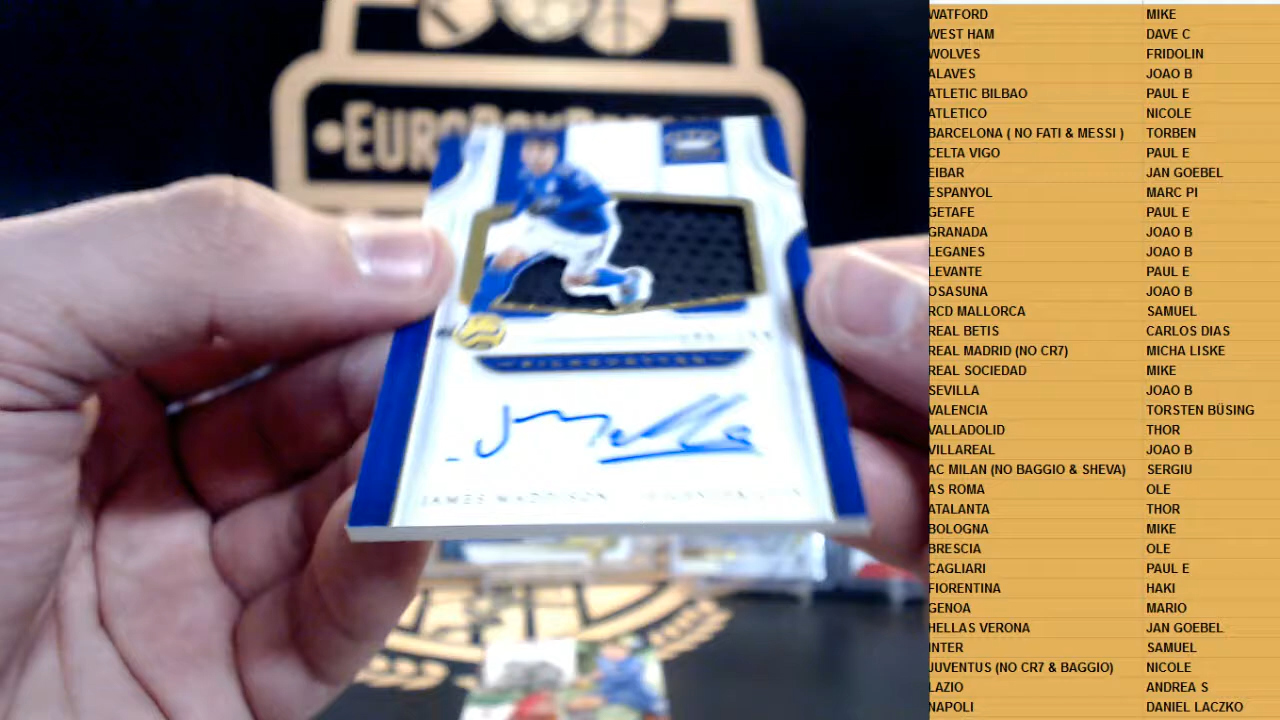 WATFORD MIKE
WEST HAM DAVE C
WOLVES FRIDOLIN
ALAVES JOAO B
ATLETIC BILBAO PAUL E
ATLETICO NICOLE
BARCELONA ( NO FATI & MESSI ) TORBEN
CELTA VIGO PAUL E
EIBAR JAN GOEBEL
ESPANYOL MARC PI
GETAFE PAUL E
GRANADA JOAO B
LEGANES JOAO B
LEVANTE PAUL E
OSASUNA JOAO B
RCD MALLORCA SAMUEL
REAL BETIS CARLOS DIAS
REAL MADRID (NO CR7) MICHA LISKE
REAL SOCIEDAD MIKE
SEVILLA JOAO B
VALENCIA TORSTEN BÜSING
VALLADOLID THOR
VILLAREAL JOAO B
AC MILAN (NO BAGGIO & SHEVA) SERGIU
AS ROMA OLE
ATALANTA THOR
BOLOGNA MIKE
BRESCIA OLE
CAGLIARI PAUL E
FIORENTINA HAKI
GENOA MARIO
HELLAS VERONA JAN GOEBEL
INTER SAMUEL
JUVENTUS (NO CR7 & BAGGIO) NICOLE
LAZIO ANDREA S
NAPOLI DANIEL LACZKO
SILHOUETTES
JAMES MADDISON